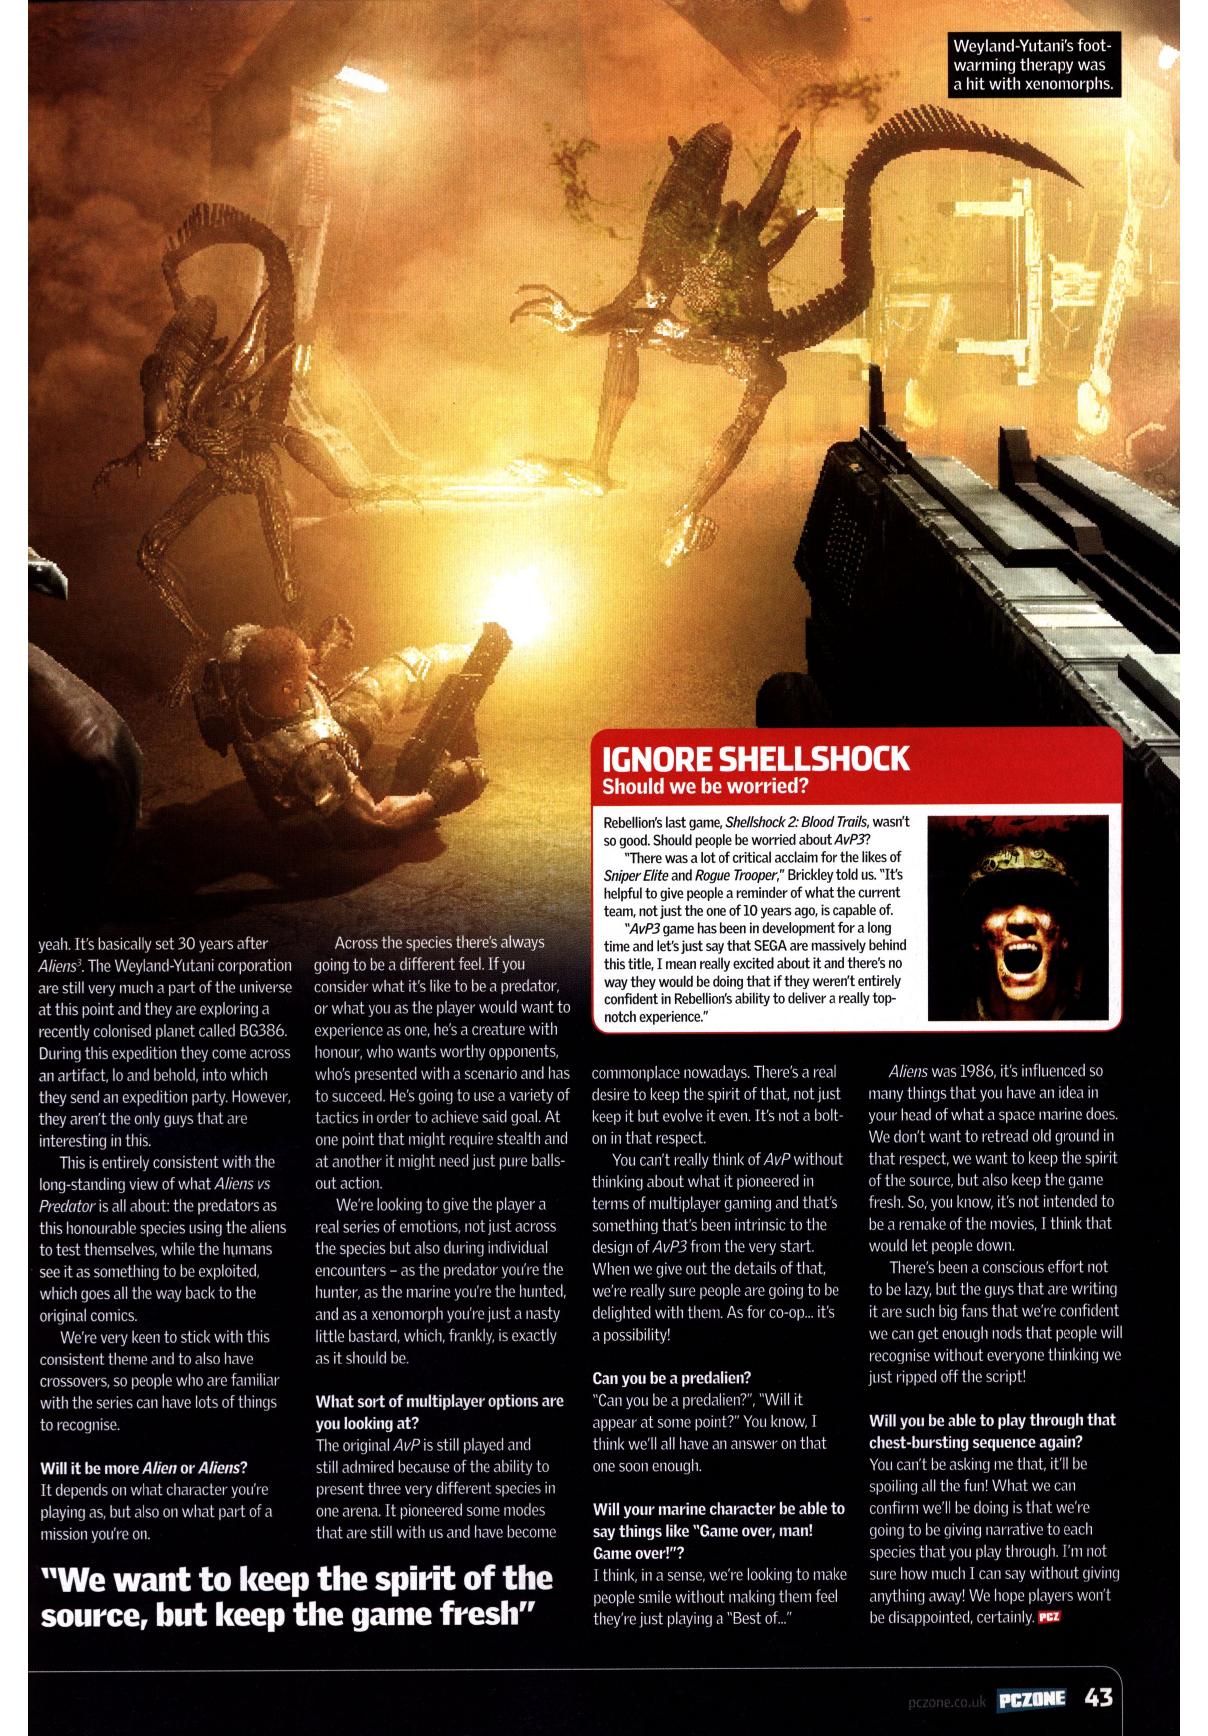 Weyland-Yutani's foot-
warming therapy was
a hit with xenomorphs.
yeah. It's basically set 30 years after
Aliens³. The Weyland-Yutani corporation
are still very much a part of the universe
at this point and they are exploring a
recently colonised planet called BG386.
During this expedition they come across
an artifact, lo and behold, into which
they send an expedition party. However,
they aren't the only guys that are
interesting in this.
This is entirely consistent with the
long-standing view of what Aliens vs
Predator is all about: the predators as
this honourable species using the aliens
to test themselves, while the humans
see it as something to be exploited,
which goes all the way back to the
original comics.
We're very keen to stick with this
consistent theme and to also have
crossovers, so people who are familiar
with the series can have lots of things
to recognise.
Will it be more Alien or Aliens?
It depends on what character you're
playing as, but also on what part of a
mission you're on.
Across the species there's always
going to be a different feel. If you
consider what it's like to be a predator,
or what you as the player would want to
experience as one, he's a creature with
honour, who wants worthy opponents,
who's presented with a scenario and has
to succeed. He's going to use a variety of
tactics in order to achieve said goal. At
one point that might require stealth and
at another it might need just pure balls-
out action.
We're looking to give the player a
real series of emotions, not just across
the species but also during individual
encounters – as the predator you're the
hunter, as the marine you're the hunted,
and as a xenomorph you're just a nasty
little bastard, which, frankly, is exactly
as it should be.
What sort of multiplayer options are
you looking at?
The original AvP is still played and
still admired because of the ability to
present three very different species in
one arena. It pioneered some modes
that are still with us and have become
"We want to keep the spirit of the
source, but keep the game fresh"
IGNORE SHELLSHOCK
Should we be worried?
Rebellion's last game, Shellshock 2: Blood Trails, wasn't
so good. Should people be worried about AvP3?
"There was a lot of critical acclaim for the likes of
Sniper Elite and Rogue Trooper," Brickley told us. "It's
helpful to give people a reminder of what the current
team, not just the one of 10 years ago, is capable of.
"AvP3 game has been in development for a long
time and let's just say that SEGA are massively behind
this title, I mean really excited about it and there's no
way they would be doing that if they weren't entirely
confident in Rebellion's ability to deliver a really top-
notch experience."
commonplace nowadays. There's a real
desire to keep the spirit of that, not just
keep it but evolve it even. It's not a bolt-
on in that respect.
You can't really think of AvP without
thinking about what it pioneered in
terms of multiplayer gaming and that's
something that's been intrinsic to the
design of AvP3 from the very start.
When we give out the details of that,
we're really sure people are going to be
delighted with them. As for co-op... it's
a possibility!
Can you be a predalien?
"Can you be a predalien?", "Will it
appear at some point?" You know, I
think we'll all have an answer on that
one soon enough.
Will your marine character be able to
say things like "Game over, man!
Game over!"?
I think, in a sense, we're looking to make
people smile without making them feel
they're just playing a "Best of..."
Aliens was 1986, it's influenced so
many things that you have an idea in
your head of what a space marine does.
We don't want to retread old ground in
that respect, we want to keep the spirit
of the source, but also keep the game
fresh. So, you know, it's not intended to
be a remake of the movies, I think that
would let people down.
There's been a conscious effort not
to be lazy, but the guys that are writing
it are such big fans that we're confident
we can get enough nods that people will
recognise without everyone thinking we
just ripped off the script!
Will you be able to play through that
chest-bursting sequence again?
You can't be asking me that, it'll be
spoiling all the fun! What we can
confirm we'll be doing is that we're
going to be giving narrative to each
species that you play through. I'm not
sure how much I can say without giving
anything away! We hope players won't
be disappointed, certainly. PCZ
pczone.co.uk PCZONE 43